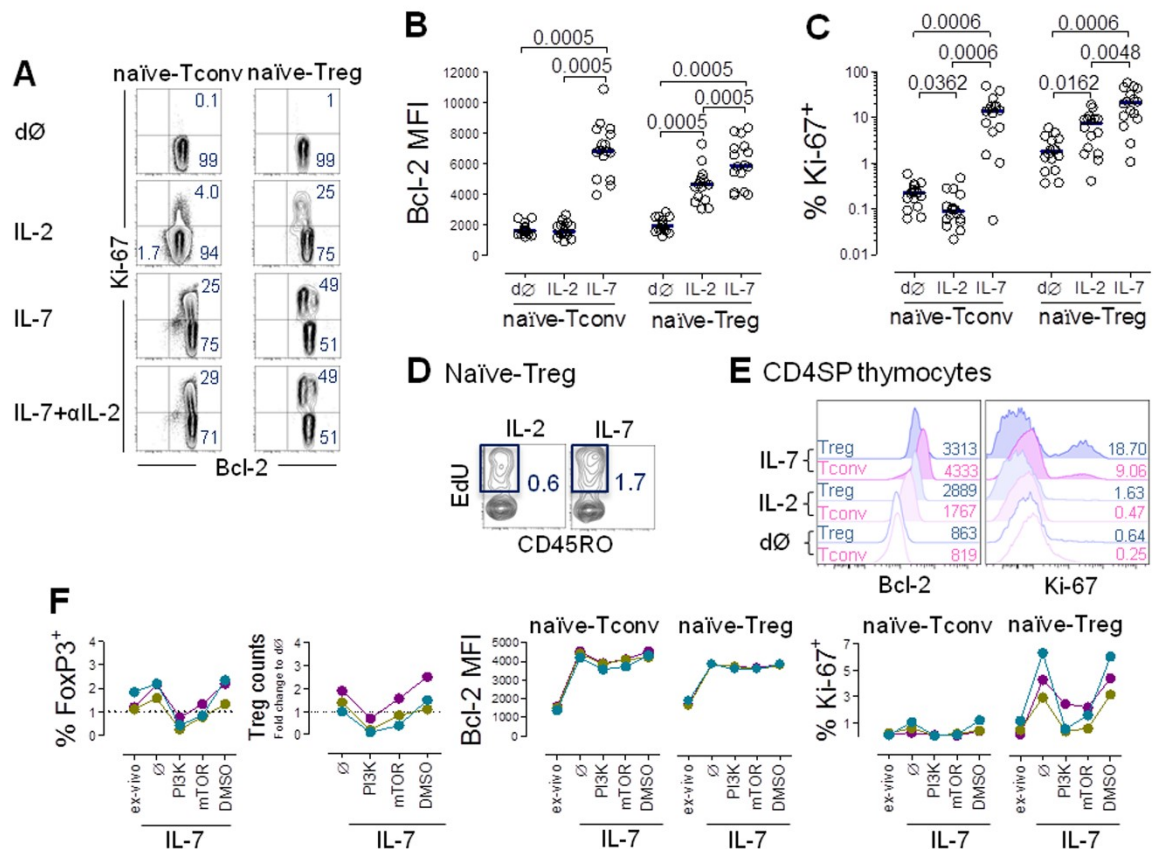 A
naïve-Tconv naïve-Treg
dØ
0.1
1
99
99
IL-2
4.0
25
1.7
94
75
IL-7
25
49
75
51
IL-7+αIL-2
29
49
71
51
Ki-67
Bcl-2
B
0.0005
0.0005
0.0005
0.0005
0.0005
Bcl-2 MFI
12000
10000
8000
6000
4000
2000
0
dØ IL-2 IL-7 dØ IL-2 IL-7
naïve-Tconv naïve-Treg
C
0.0006
0.0006
0.0362
0.0006
0.0048
0.0162
% Ki-67+
100
10
1
0.1
0.01
dØ IL-2 IL-7 dØ IL-2 IL-7
naïve-Tconv naïve-Treg
D Naïve-Treg
IL-2 IL-7
EdU
0.6
1.7
CD45RO
E CD4SP thymocytes
IL-7
Treg 3313 18.70
Tconv 4333 9.06
IL-2
Treg 2889 1.63
Tconv 1767 0.47
dØ
Treg 863 0.64
Tconv 819 0.25
Bcl-2 Ki-67
F
% FoxP3+
4
3
2
1
0
ex-vivo Ø PI3K mTOR DMSO
IL-7
Treg counts
Fold change to dØ
4
3
2
1
0
Ø PI3K mTOR DMSO
IL-7
naïve-Tconv naïve-Treg
Bcl-2 MFI
5000
4000
3000
2000
1000
0
ex-vivo Ø PI3K mTOR DMSO
IL-7
ex-vivo Ø PI3K mTOR DMSO
IL-7
naïve-Tconv naïve-Treg
% Ki-67+
7
5
3
1
ex-vivo Ø PI3K mTOR DMSO
IL-7
ex-vivo Ø PI3K mTOR DMSO
IL-7